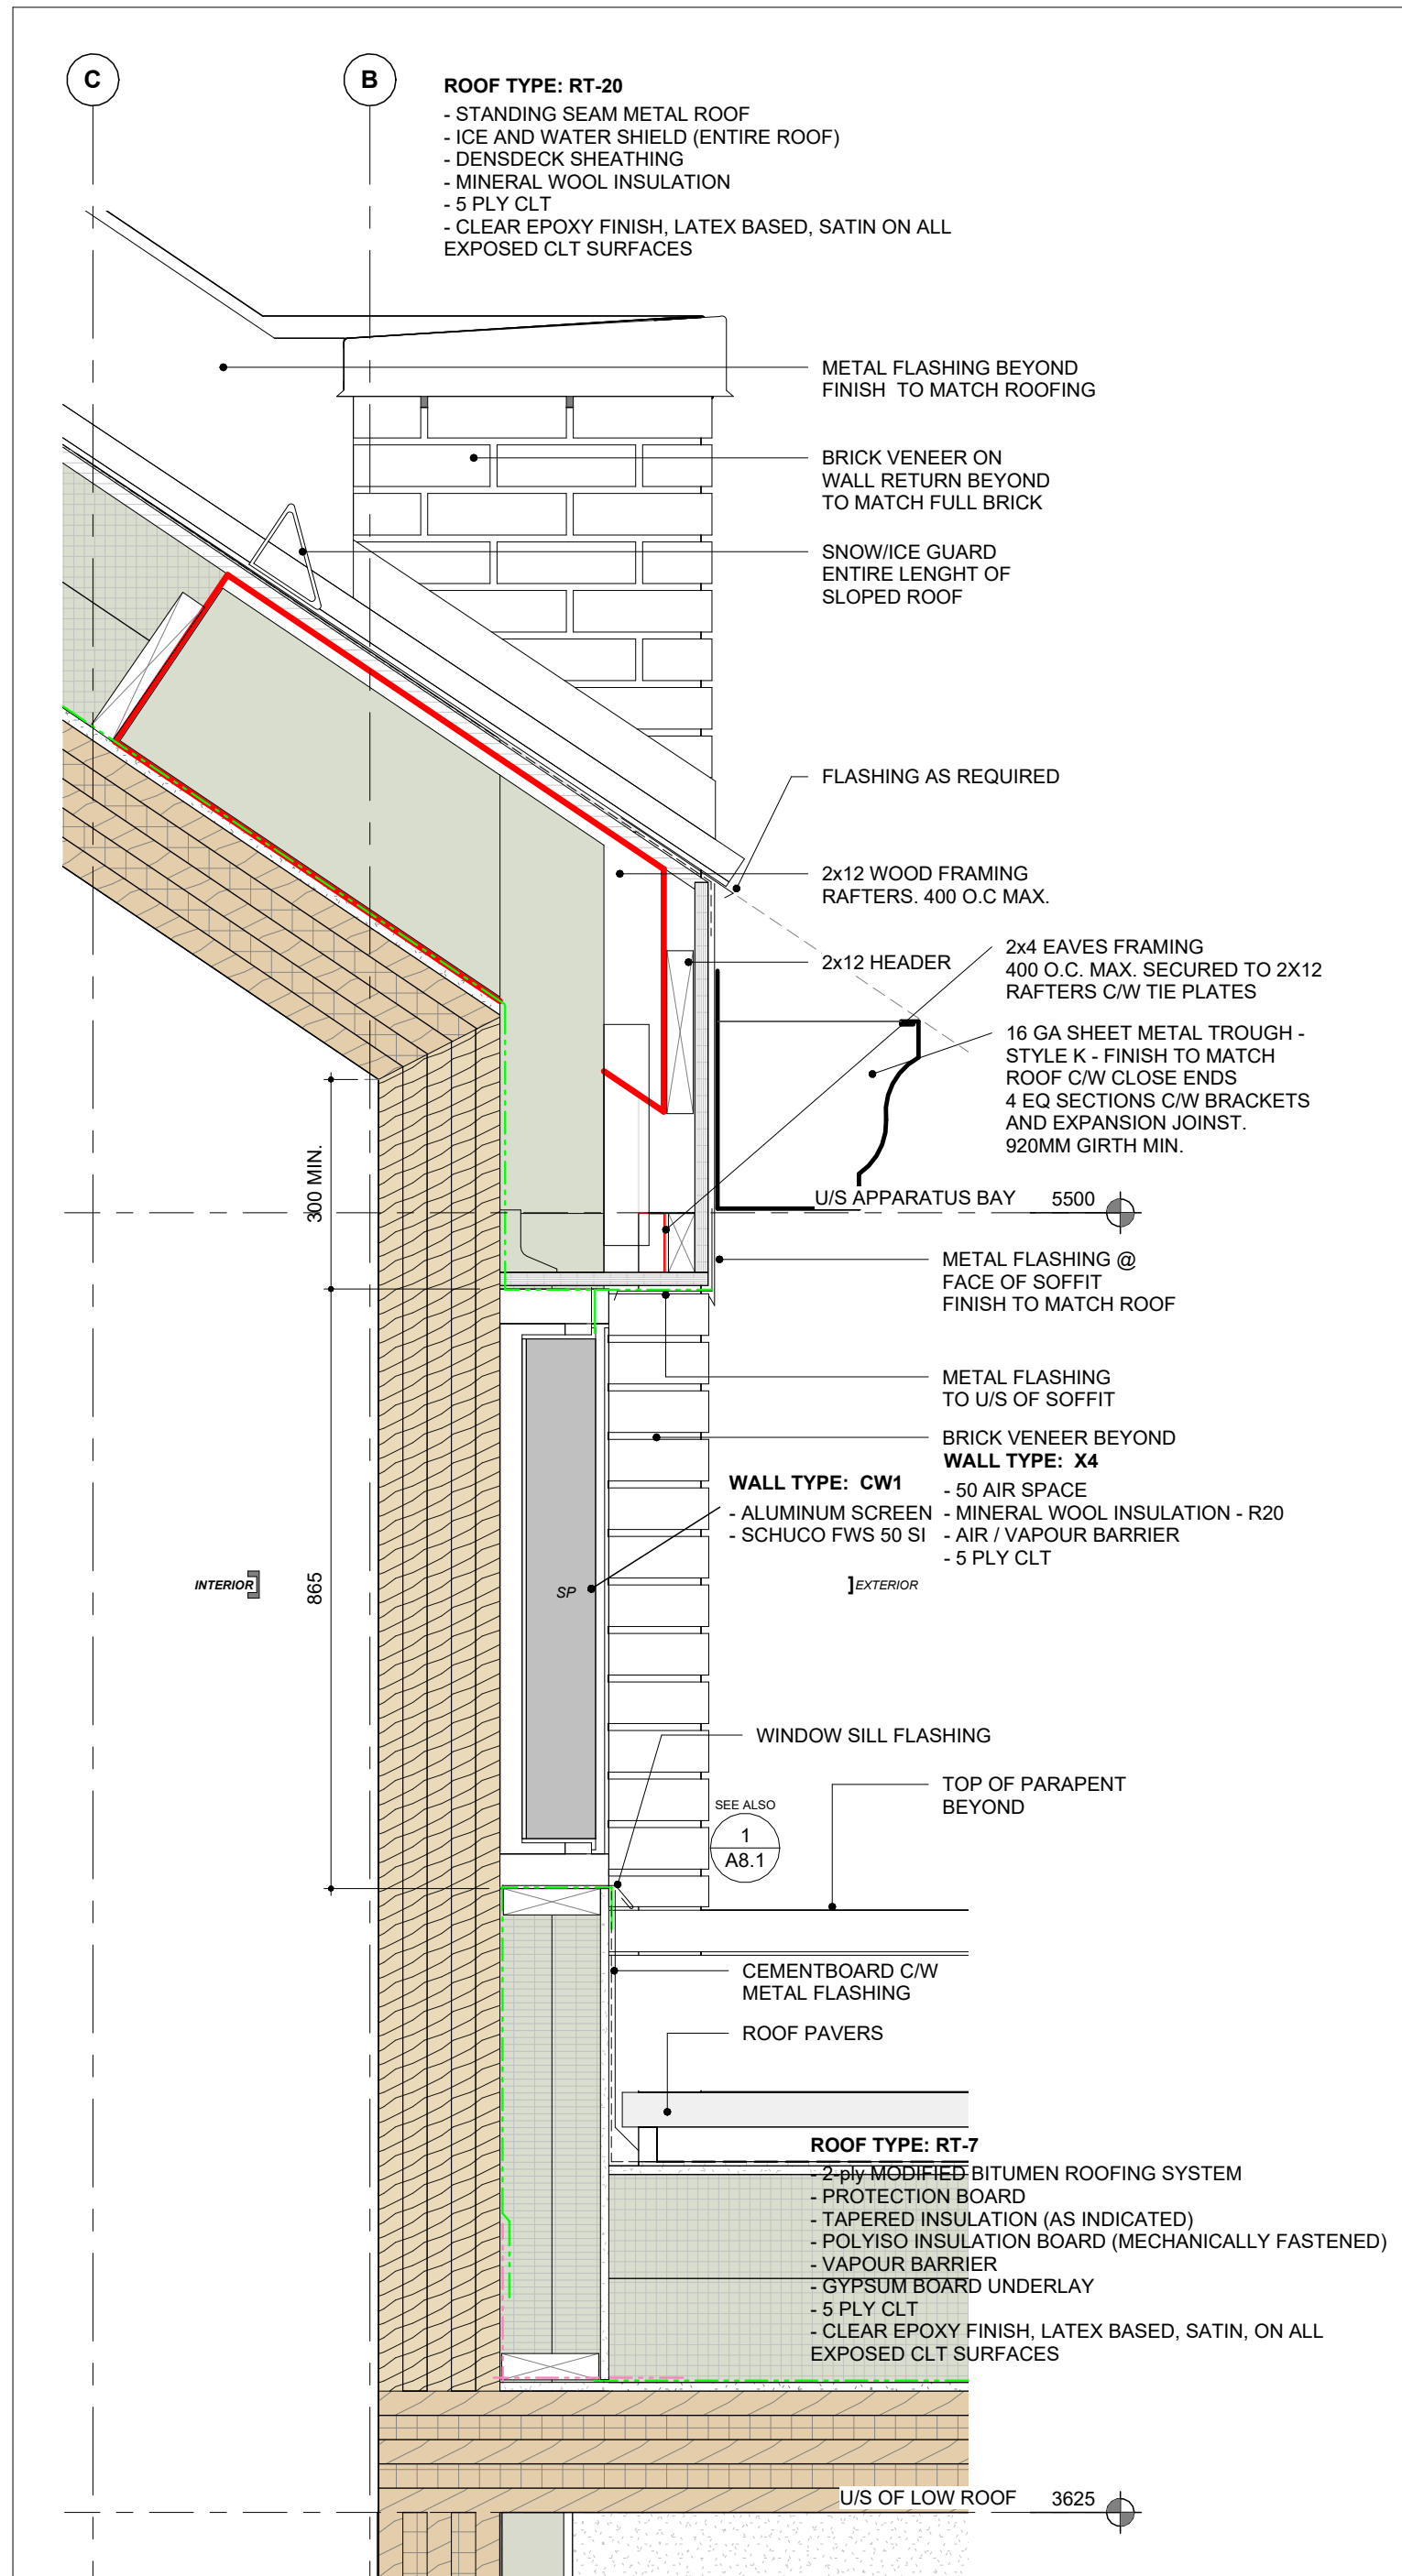 C
B
ROOF TYPE: RT-20
- STANDING SEAM METAL ROOF
- ICE AND WATER SHIELD (ENTIRE ROOF)
- DENSDECK SHEATHING
- MINERAL WOOL INSULATION
- 5 PLY CLT
- CLEAR EPOXY FINISH, LATEX BASED, SATIN ON ALL
EXPOSED CLT SURFACES
METAL FLASHING BEYOND
FINISH TO MATCH ROOFING
BRICK VENEER ON
WALL RETURN BEYOND
TO MATCH FULL BRICK
SNOW/ICE GUARD
ENTIRE LENGHT OF
SLOPED ROOF
FLASHING AS REQUIRED
2x12 WOOD FRAMING
RAFTERS. 400 O.C MAX.
2x12 HEADER
2x4 EAVES FRAMING
400 O.C. MAX. SECURED TO 2X12
RAFTERS C/W TIE PLATES
16 GA SHEET METAL TROUGH -
STYLE K - FINISH TO MATCH
ROOF C/W CLOSE ENDS
4 EQ SECTIONS C/W BRACKETS
AND EXPANSION JOINST.
920MM GIRTH MIN.
300 MIN.
U/S APPARATUS BAY 5500
METAL FLASHING @
FACE OF SOFFIT
FINISH TO MATCH ROOF
METAL FLASHING
TO U/S OF SOFFIT
BRICK VENEER BEYOND
WALL TYPE: X4
- 50 AIR SPACE
- MINERAL WOOL INSULATION - R20
- AIR / VAPOUR BARRIER
- 5 PLY CLT
WALL TYPE: CW1
- ALUMINUM SCREEN
- SCHUCO FWS 50 SI
INTERIOR
865
SP
EXTERIOR
WINDOW SILL FLASHING
TOP OF PARAPENT
BEYOND
SEE ALSO
1
A8.1
CEMENTBOARD C/W
METAL FLASHING
ROOF PAVERS
ROOF TYPE: RT-7
- 2-ply MODIFIED BITUMEN ROOFING SYSTEM
- PROTECTION BOARD
- TAPERED INSULATION (AS INDICATED)
- POLYISO INSULATION BOARD (MECHANICALLY FASTENED)
- VAPOUR BARRIER
- GYPSUM BOARD UNDERLAY
- 5 PLY CLT
- CLEAR EPOXY FINISH, LATEX BASED, SATIN, ON ALL
EXPOSED CLT SURFACES
U/S OF LOW ROOF 3625